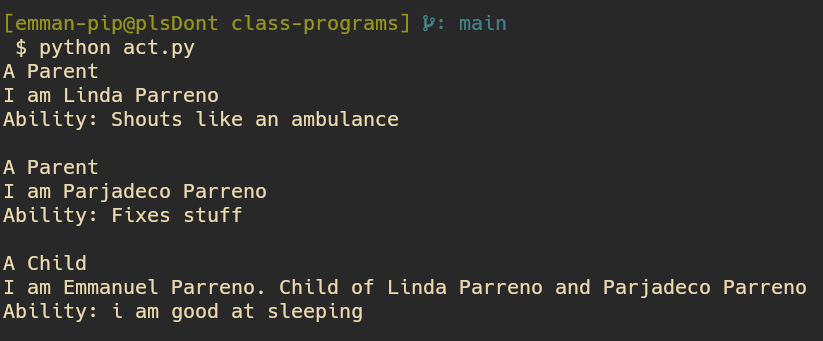 [emman-pip@plsDont class-programs] : main
$ python act.py
A Parent
I am Linda Parreno
Ability: Shouts like an ambulance
A Parent
I am Parjadeco Parreno
Ability: Fixes stuff
A Child
I am Emmanuel Parreno. Child of Linda Parreno and Parjadeco Parreno
Ability: i am good at sleeping